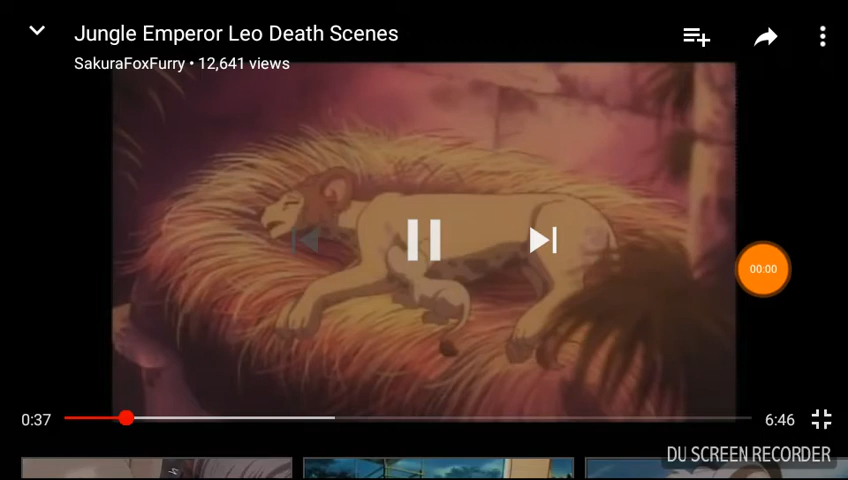 Jungle Emperor Leo Death Scenes
SakuraFoxFurry • 12,641 views
00:00
0:37
6:46
DU SCREEN RECORDER